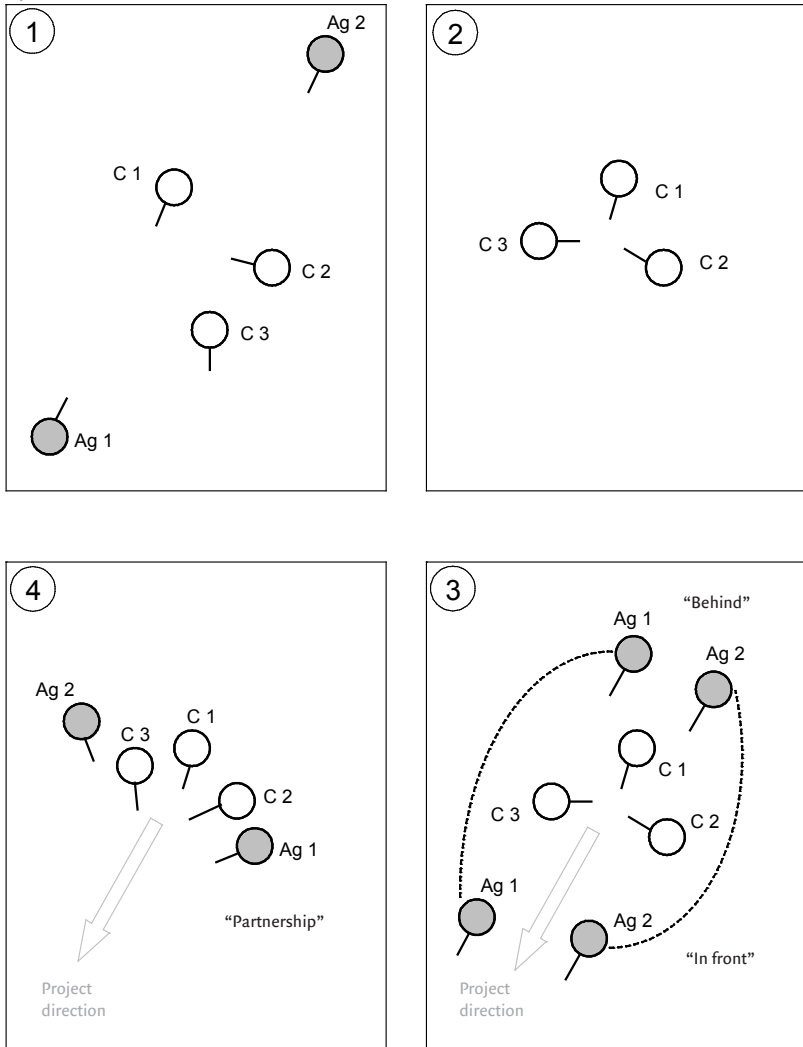 1
Ag 2
C 1
C 2
C 3
Ag 1
2
C 1
C 3
C 2
4
Ag 2
C 1
C 3
C 2
Ag 1
“Partnership”
Project
direction
3
“Behind”
Ag 1
Ag 2
C 1
C 3
C 2
Ag 1
Ag 2
“In front”
Project
direction